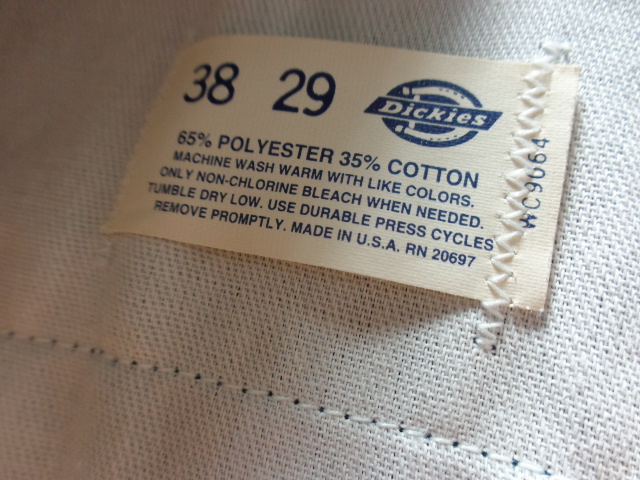 38 29 Dickies
65% POLYESTER 35% COTTON
MACHINE WASH WARM WITH LIKE COLORS.
ONLY NON-CHLORINE BLEACH WHEN NEEDED.
TUMBLE DRY LOW. USE DURABLE PRESS CYCLES
REMOVE PROMPTLY. MADE IN U.S.A. RN 20697
WC9064